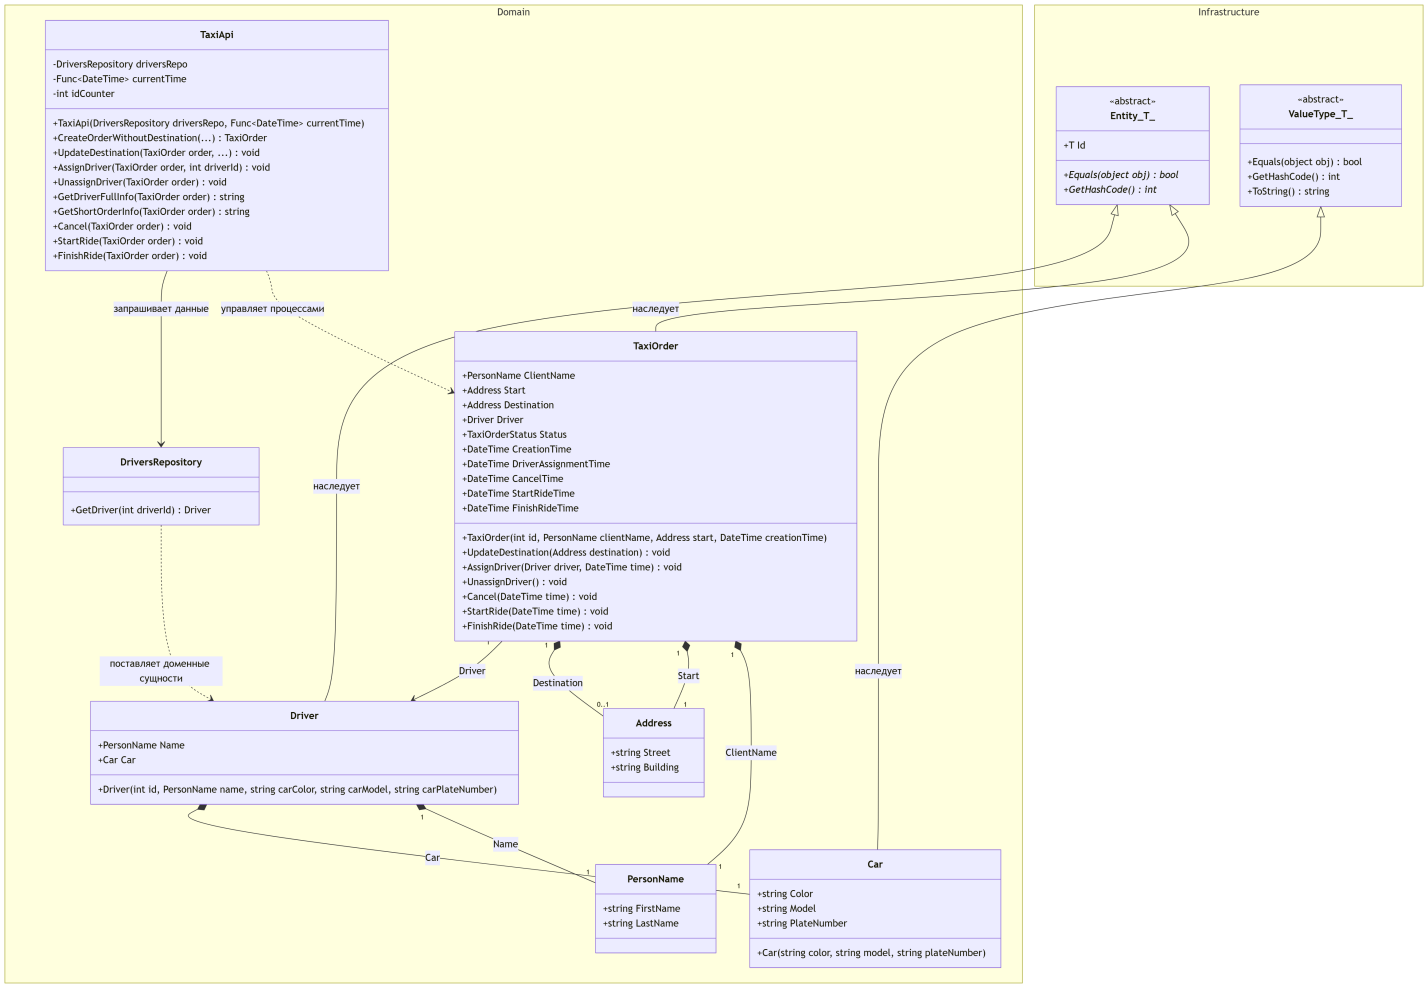 Domain
Infrastructure
TaxiApi
-DriversRepository driversRepo
-Func<DateTime> currentTime
-int idCounter
+TaxiApi(DriversRepository driversRepo, Func<DateTime> currentTime)
+CreateOrderWithoutDestination(...) : TaxiOrder
+UpdateDestination(TaxiOrder order, ...) : void
+AssignDriver(TaxiOrder order, int driverId) : void
+UnassignDriver(TaxiOrder order) : void
+GetDriverFullInfo(TaxiOrder order) : string
+GetShortOrderInfo(TaxiOrder order) : string
+Cancel(TaxiOrder order) : void
+StartRide(TaxiOrder order) : void
+FinishRide(TaxiOrder order) : void
«abstract»
Entity_T_
+T Id
+Equals(object obj) : bool
+GetHashCode() : int
«abstract»
ValueType_T_
+Equals(object obj) : bool
+GetHashCode() : int
+ToString() : string
запрашивает данные
управляет процессами
наследует
TaxiOrder
+PersonName ClientName
+Address Start
+Address Destination
+Driver Driver
+TaxiOrderStatus Status
+DateTime CreationTime
+DateTime DriverAssignmentTime
+DateTime CancelTime
+DateTime StartRideTime
+DateTime FinishRideTime
+TaxiOrder(int id, PersonName clientName, Address start, DateTime creationTime)
+UpdateDestination(Address destination) : void
+AssignDriver(Driver driver, DateTime time) : void
+UnassignDriver() : void
+Cancel(DateTime time) : void
+StartRide(DateTime time) : void
+FinishRide(DateTime time) : void
DriversRepository
+GetDriver(int driverId) : Driver
наследует
1
1
1
1
поставляет доменные
сущности
Driver
Destination
Start
наследует
0..1
1
Driver
+PersonName Name
+Car Car
+Driver(int id, PersonName name, string carColor, string carModel, string carPlateNumber)
Address
+string Street
+string Building
ClientName
1
Name
Car
1
1
1
PersonName
+string FirstName
+string LastName
Car
+string Color
+string Model
+string PlateNumber
+Car(string color, string model, string plateNumber)